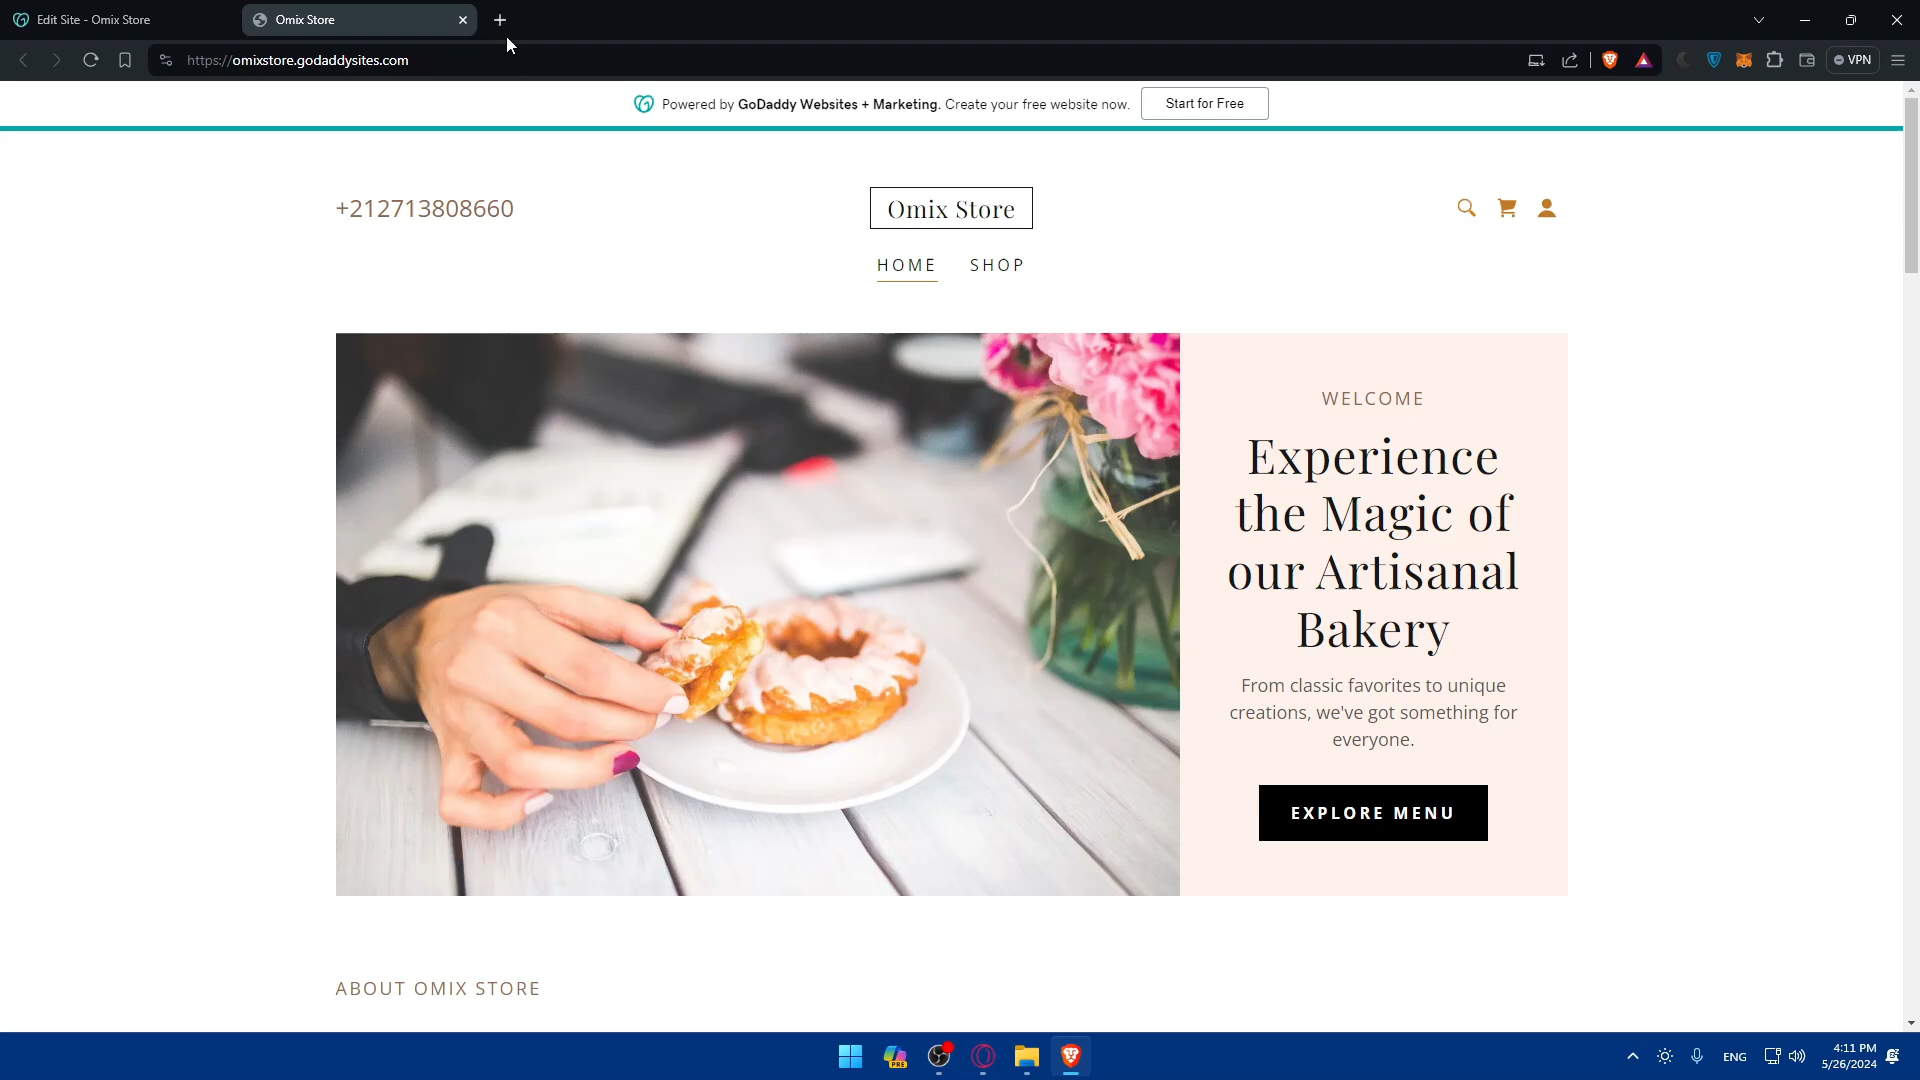 Edit Site - Omix Store
Omix Store
https://omixstore.godaddysites.com
VPN
Powered by GoDaddy Websites + Marketing. Create your free website now.
Start for Free
+212713808660
Omix Store
HOME
SHOP
WELCOME
Experience
the Magic of
our Artisanal
Bakery
From classic favorites to unique
creations, we've got something for
everyone.
EXPLORE MENU
ABOUT OMIX STORE
PRE
ENG
4:11 PM
5/26/2024